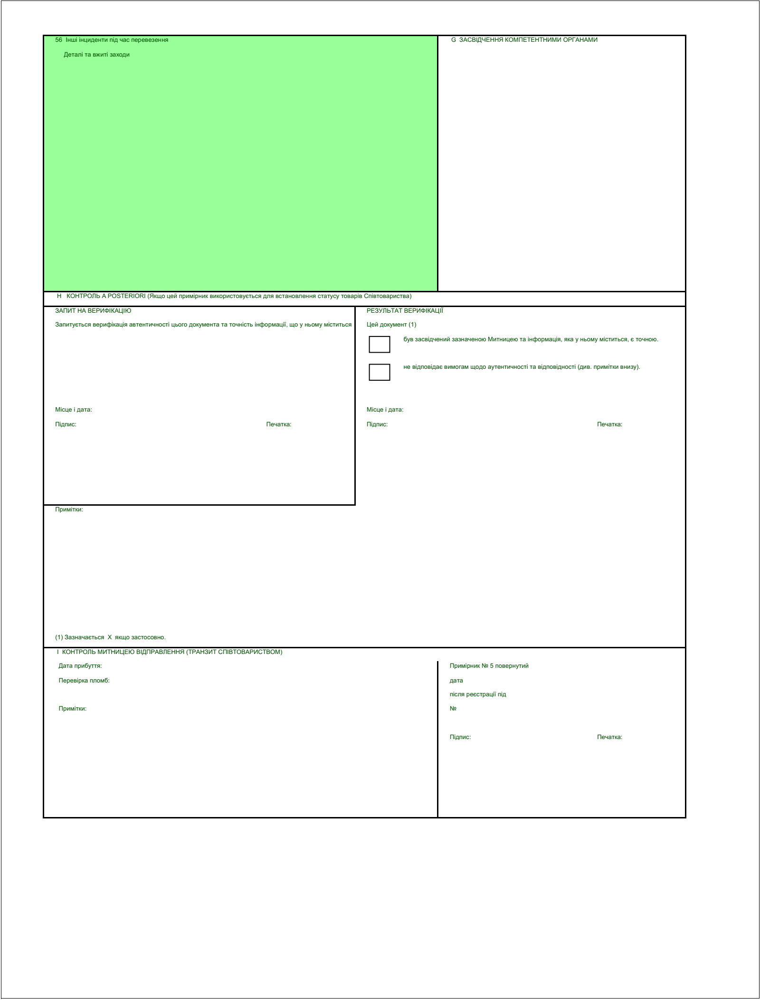 56 Інші інциденти під час перевезення
Деталі та вжиті заходи
G ЗАСВІДЧЕННЯ КОМПЕТЕНТНИМИ ОРГАНАМИ
H КОНТРОЛЬ A POSTERIORI (Якщо цей примірник використовується для встановлення статусу товарів Співтовариства)
ЗАПИТ НА ВЕРИФІКАЦІЮ
Запитується верифікація автентичності цього документа та точність інформації, що у ньому міститься
Місце і дата:
Підпис: Печатка:
РЕЗУЛЬТАТ ВЕРИФІКАЦІЇ
Цей документ (1)
був засвідчений зазначеною Митницею та інформація, яка у ньому міститься, є точною.
не відповідає вимогам щодо аутентичності та відповідності (див. примітки внизу).
Місце і дата:
Підпис: Печатка:
Примітки:
(1) Зазначається X якщо застосовно.
I КОНТРОЛЬ МИТНИЦЕЮ ВІДПРАВЛЕННЯ (ТРАНЗИТ СПІВТОВАРИСТВОМ)
Дата прибуття:
Перевірка пломб:
Примітки:
Примірник № 5 повернутий
дата
після реєстрації під
№
Підпис: Печатка: